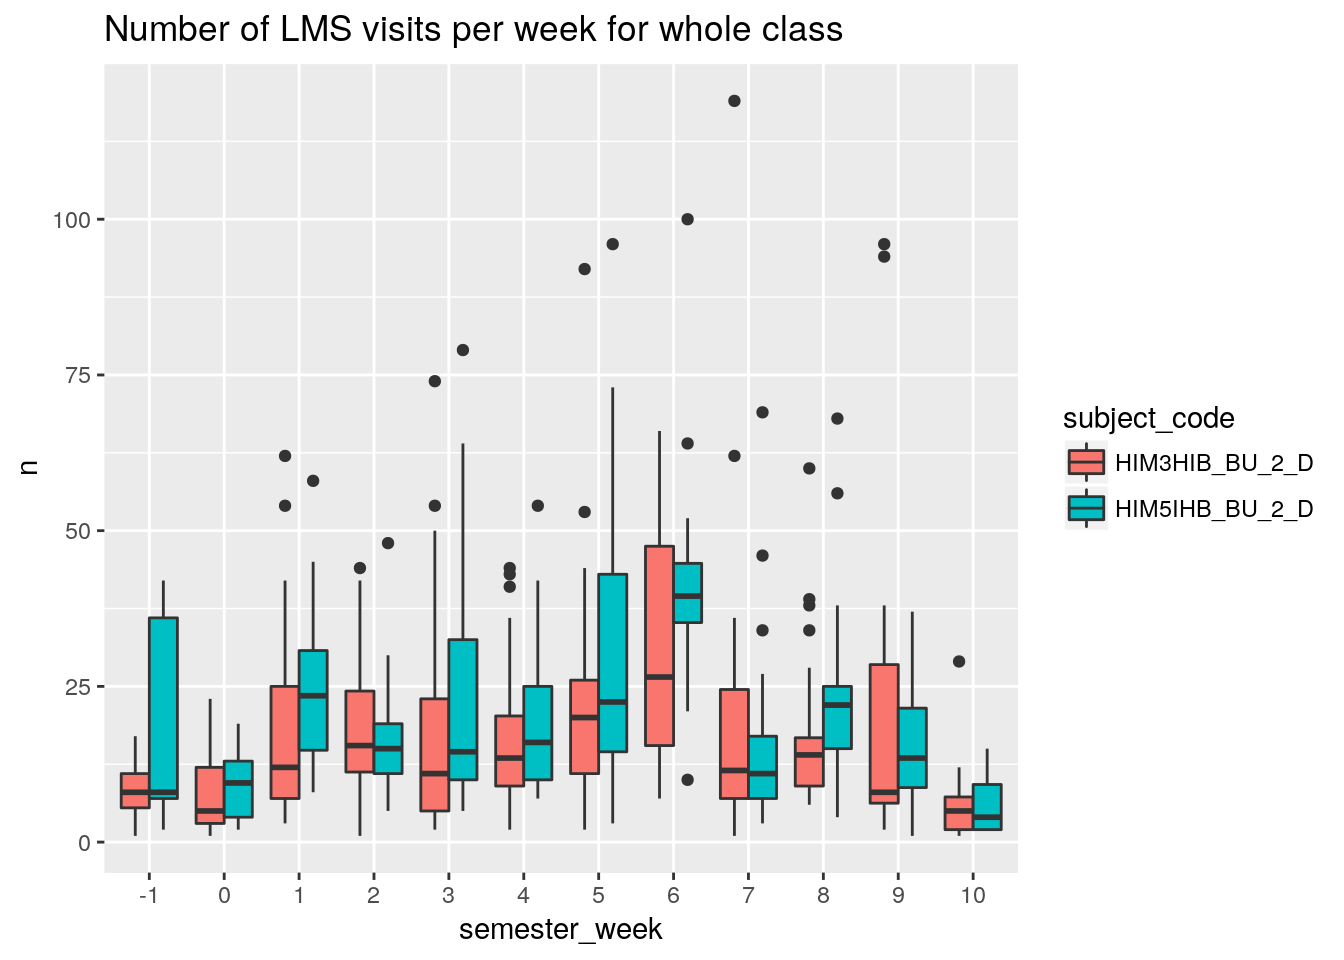 Number of LMS visits per week for whole class
n
100
75
50
25
0
-1 0 1 2 3 4 5 6 7 8 9 10
semester_week
subject_code
HIM3HIB_BU_2_D
HIM5IHB_BU_2_D